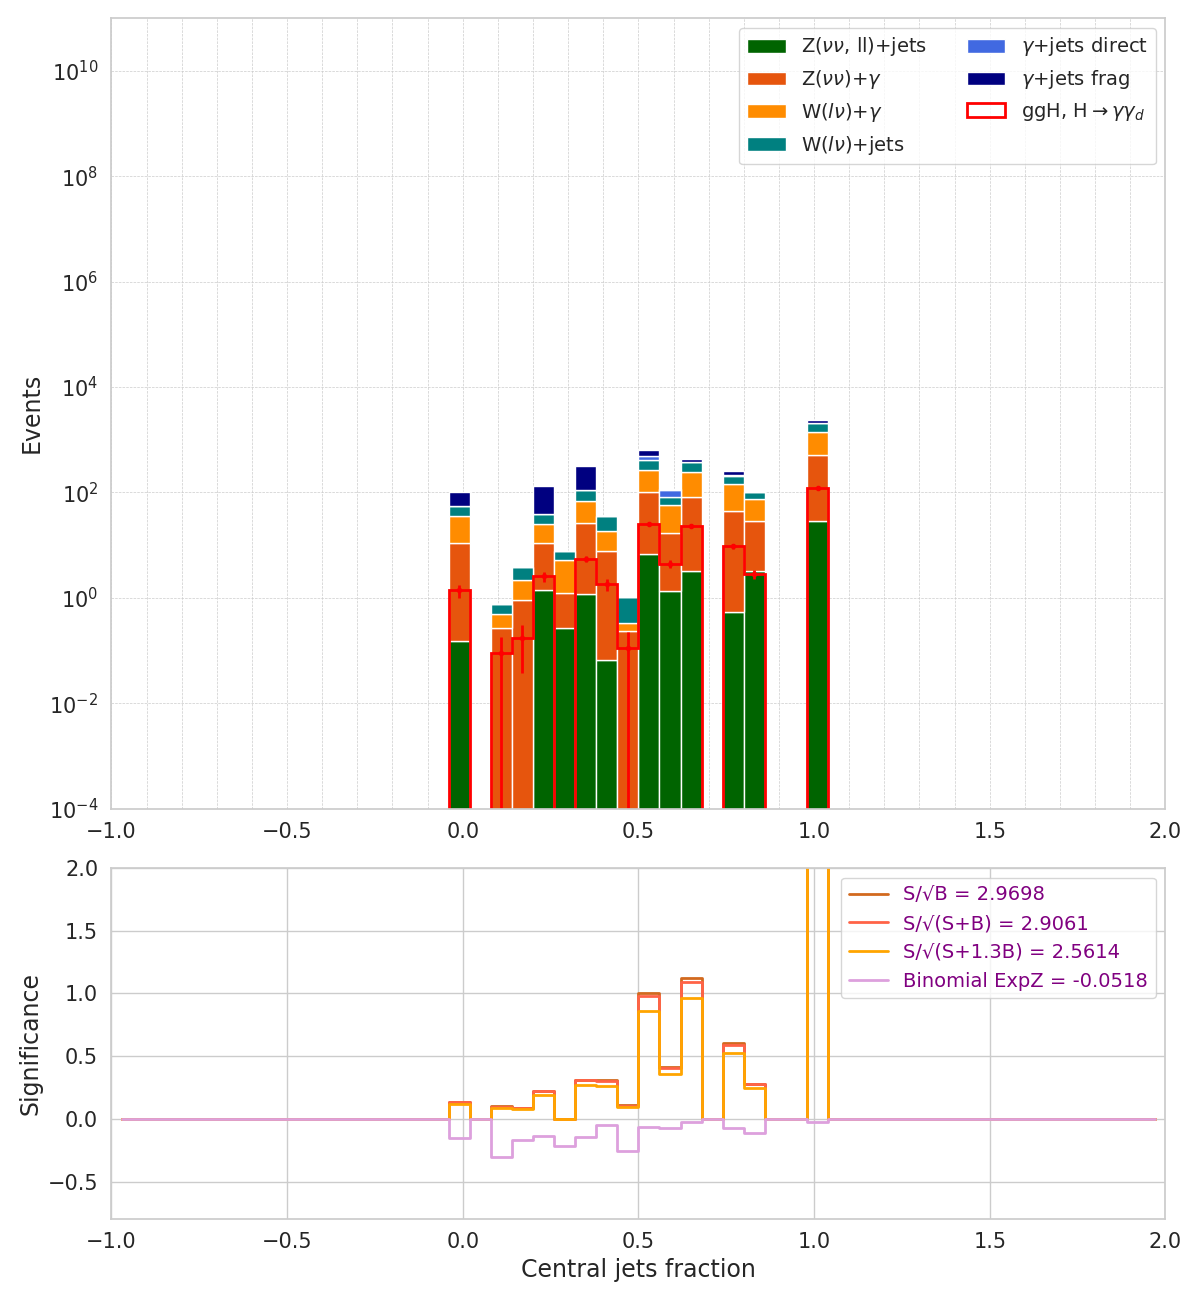 Z(νν, ll)+jets
Z(νν)+γ
W(lν)+γ
W(lν)+jets
γ+jets direct
γ+jets frag
ggH, H→γγ_d
10^10
10^8
10^6
10^4
10^2
10^0
10^−2
10^−4
Events
−1.0 −0.5 0.0 0.5 1.0 1.5 2.0
S/√B = 2.9698
S/√(S+B) = 2.9061
S/√(S+1.3B) = 2.5614
Binomial ExpZ = -0.0518
2.0
1.5
1.0
0.5
0.0
−0.5
Significance
−1.0 −0.5 0.0 0.5 1.0 1.5 2.0
Central jets fraction